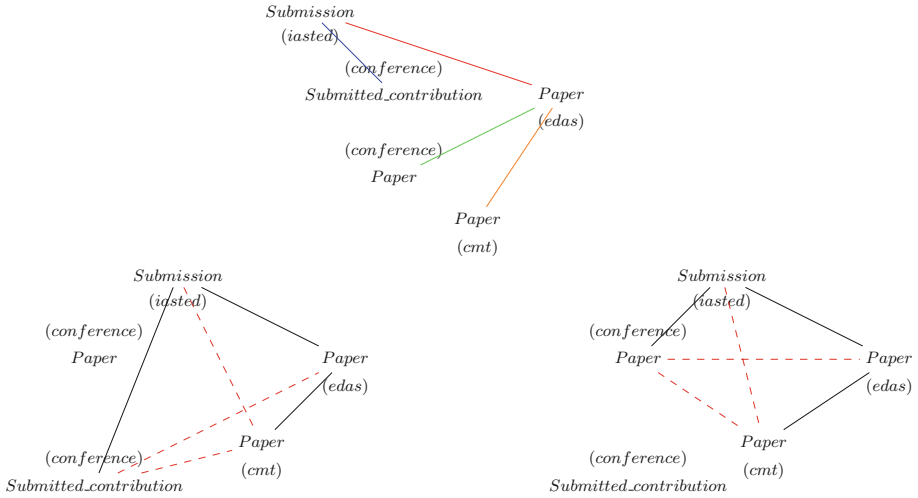 Submission
(iasted)
(conference)
Submitted_contribution
Paper
(edas)
(conference)
Paper
Paper
(cmt)
Submission
(iasted)
(conference)
Paper
Paper
(edas)
Paper
(cmt)
(conference)
Submitted_contribution
Submission
(iasted)
(conference)
Paper
Paper
(edas)
Paper
(cmt)
(conference)
Submitted_contribution